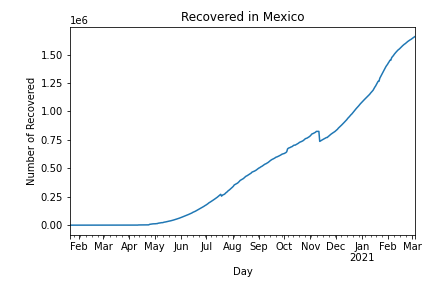 Recovered in Mexico
1e6
1.50
1.25
1.00
0.75
0.50
0.25
0.00
Number of Recovered
Feb Mar Apr May Jun Jul Aug Sep Oct Nov Dec Jan Feb Mar
2021
Day